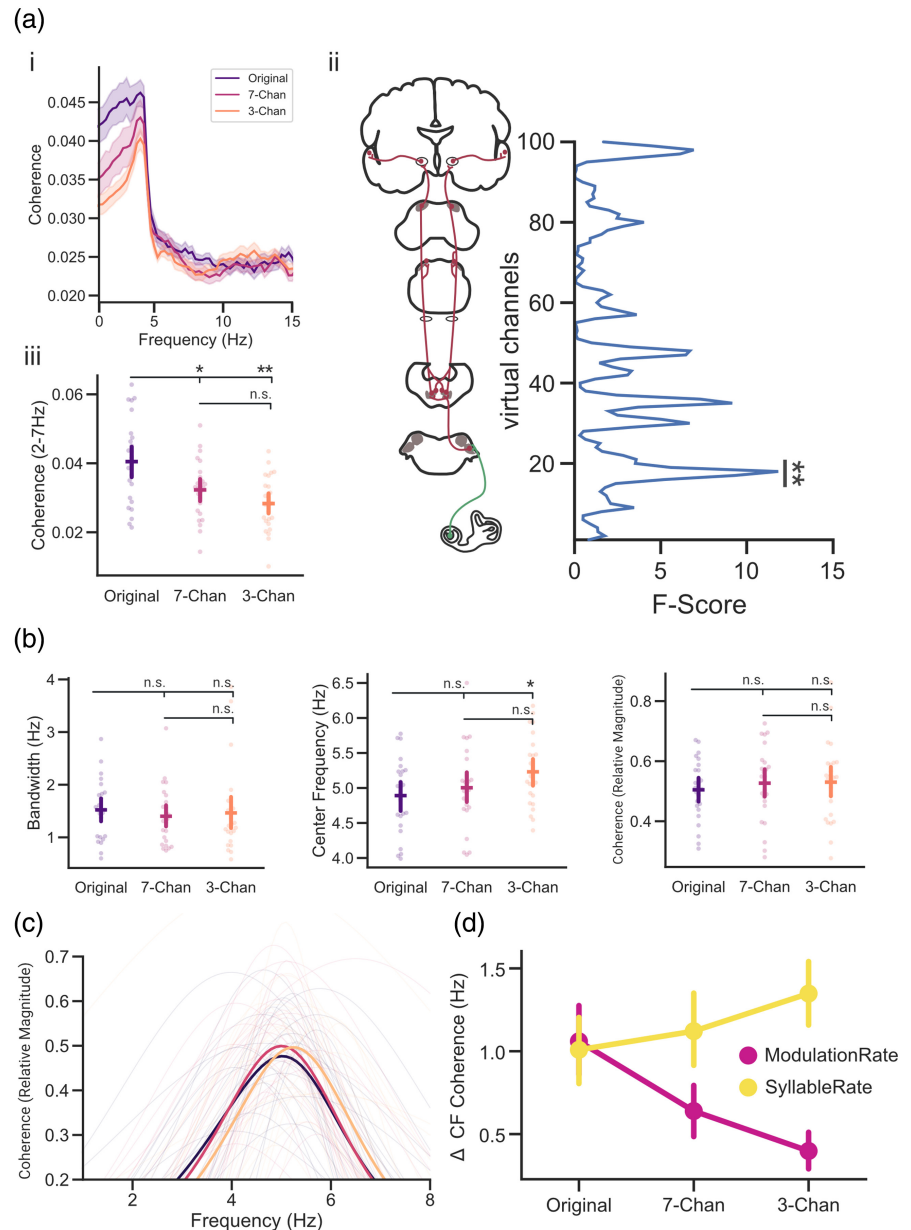 (a)
i
Original
7-Chan
3-Chan
0.045
0.040
0.035
0.030
0.025
0.020
Coherence
0
4
10
15
Frequency (Hz)
ii
100
80
60
40
20
virtual channels
**
0
5
10
15
F-Score
iii
*
**
n.s.
0.06
0.04
0.02
Coherence (2-7Hz)
Original
7-Chan
3-Chan
(b)
4
3
2
1
Bandwidth (Hz)
n.s.
n.s.
n.s.
Original
7-Chan
3-Chan
6.5
6.0
5.5
5.0
4.5
4.0
Center Frequency (Hz)
n.s.
*
n.s.
Original
7-Chan
3-Chan
0.8
0.6
0.4
Coherence (Relative Magnitude)
n.s.
n.s.
n.s.
Original
7-Chan
3-Chan
(c)
0.7
0.6
0.5
0.4
0.3
0.2
Coherence (Relative Magnitude)
2
4
6
8
Frequency (Hz)
(d)
1.5
1.0
0.5
Δ CF Coherence (Hz)
ModulationRate
SyllableRate
Original
7-Chan
3-Chan